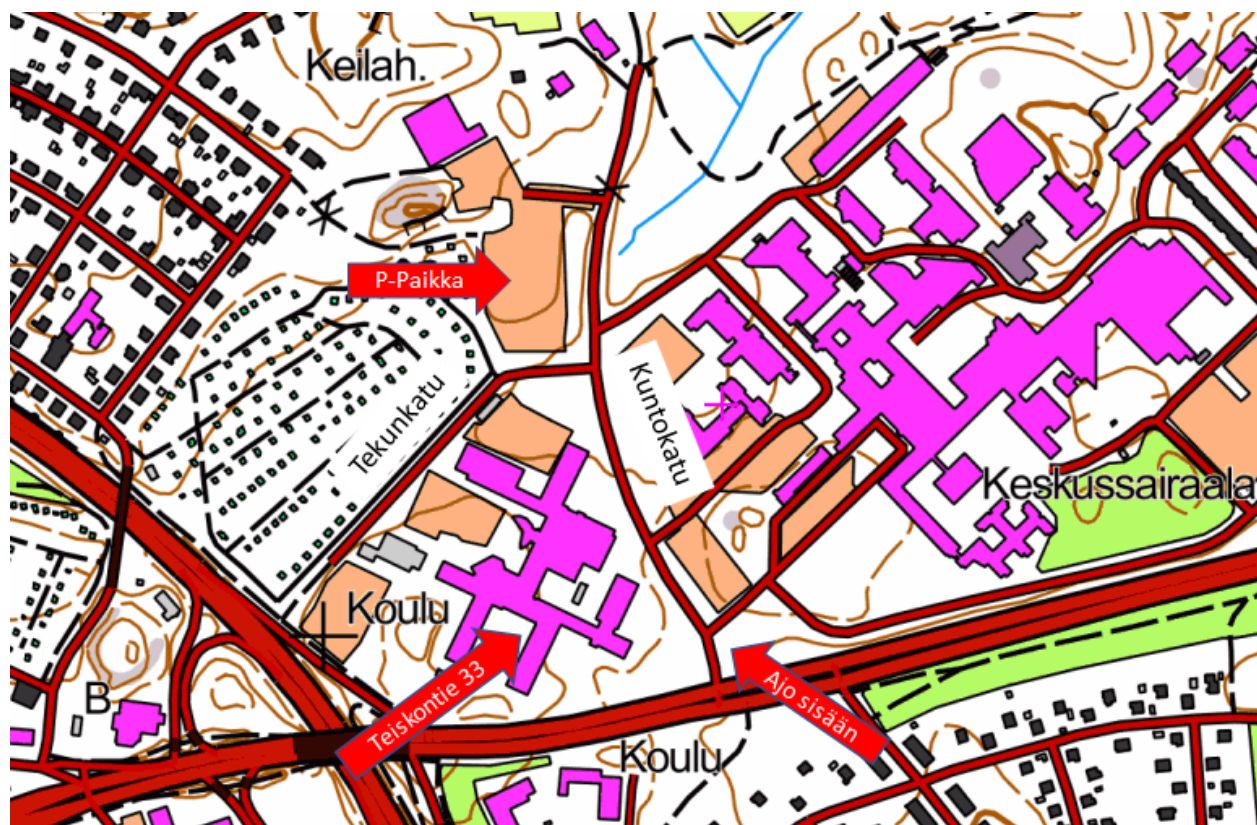 Keilah.
P-Paikka
Tekunkatu
Kuntokatu
Keskussairaala
Koulu
Teiskontie 33
Ajo sisään
B
Koulu